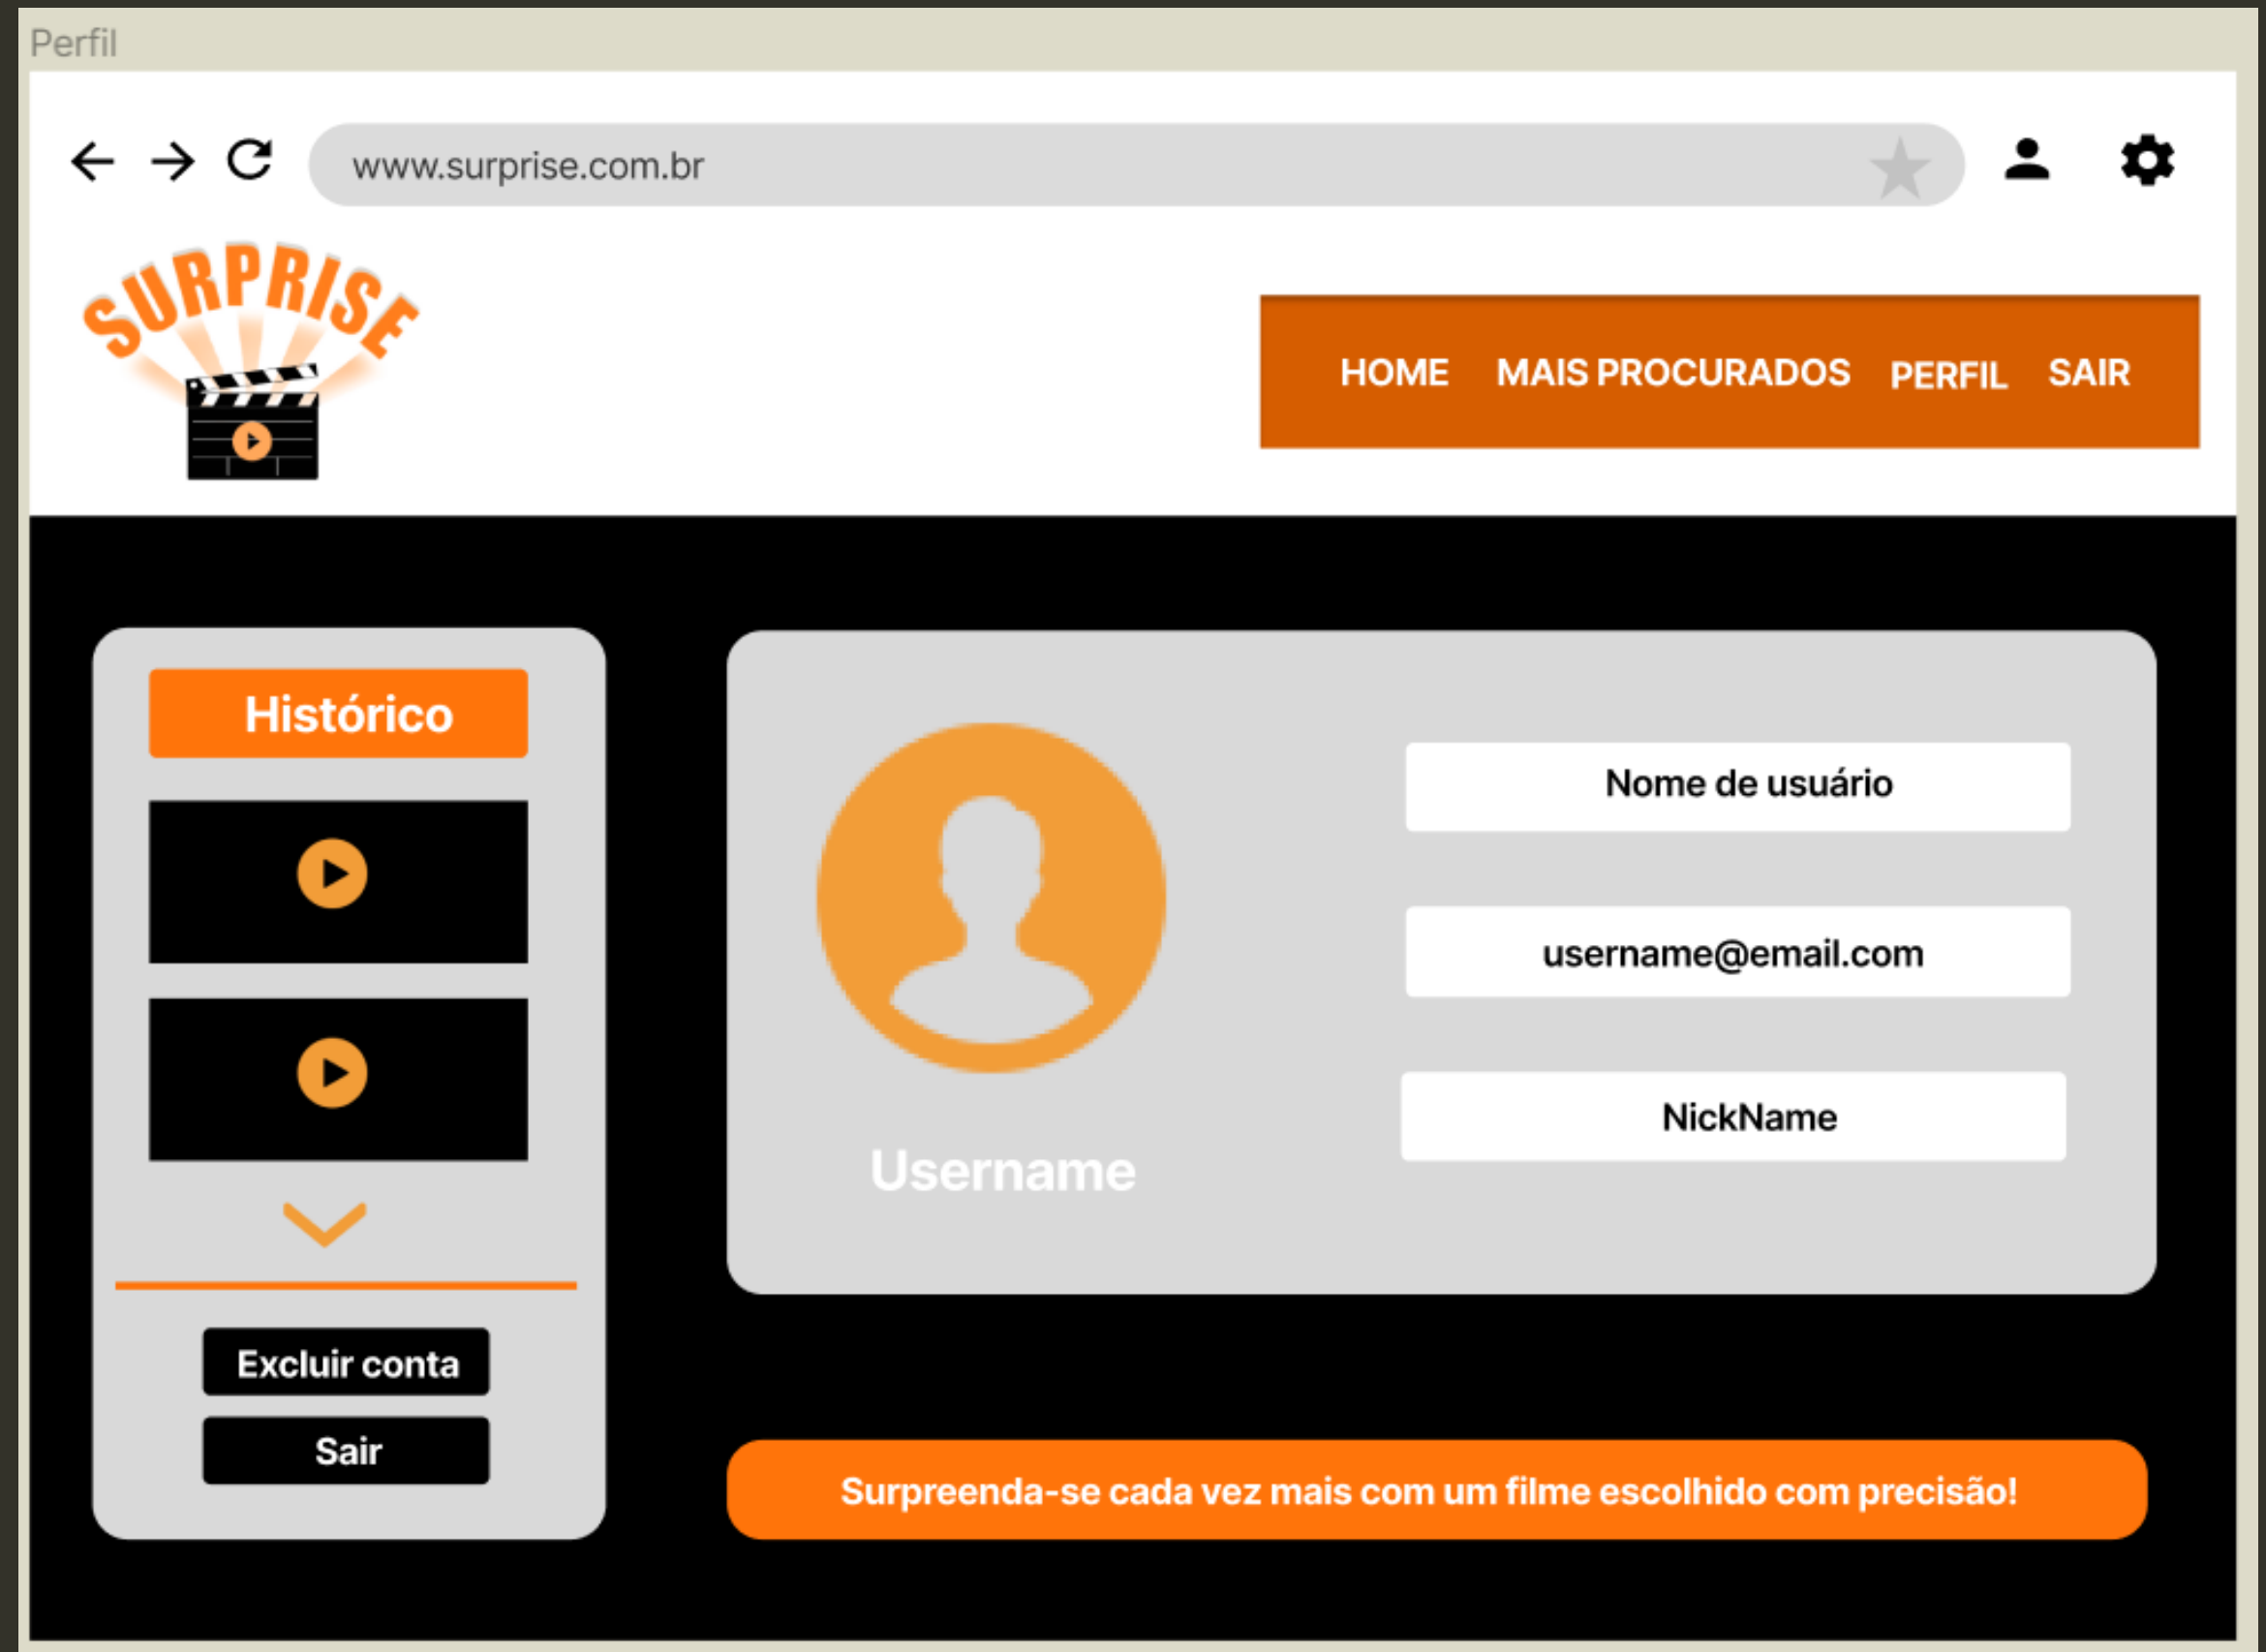 Perfil
www.surprise.com.br
SURPRISE
HOME MAIS PROCURADOS PERFIL SAIR
Histórico
Nome de usuário
username@email.com
NickName
Username
Excluir conta
Sair
Surpreenda-se cada vez mais com um filme escolhido com precisão!